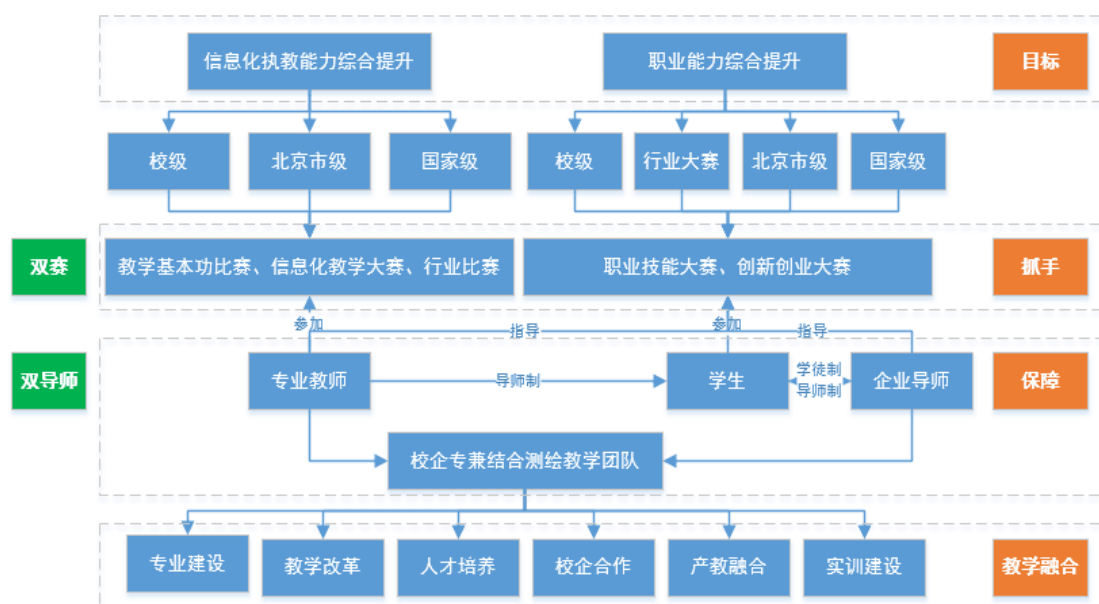 信息化执教能力综合提升
职业能力综合提升
目标
校级
北京市级
国家级
校级
行业大赛
北京市级
国家级
双赛
教学基本功比赛、信息化教学大赛、行业比赛
职业技能大赛、创新创业大赛
抓手
参加
指导
参加
指导
双导师
专业教师
导师制
学生
学徒制
导师制
企业导师
保障
校企专兼结合测绘教学团队
专业建设
教学改革
人才培养
校企合作
产教融合
实训建设
教学融合